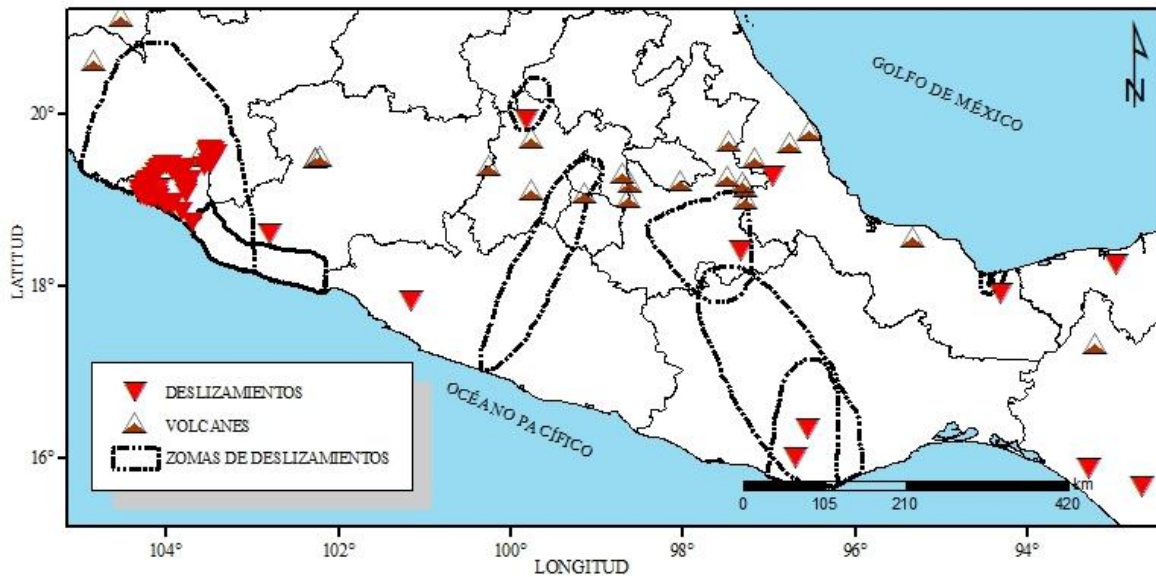 GOLFO DE MÉXICO
N
20°
18°
16°
LATITUD
OCÉANO PACÍFICO
DESLIZAMIENTOS
VOLCANES
ZOMAS DE DESLIZAMIENTOS
km
0 105 210 420
104° 102° 100° 98° 96° 94°
LONGITUD